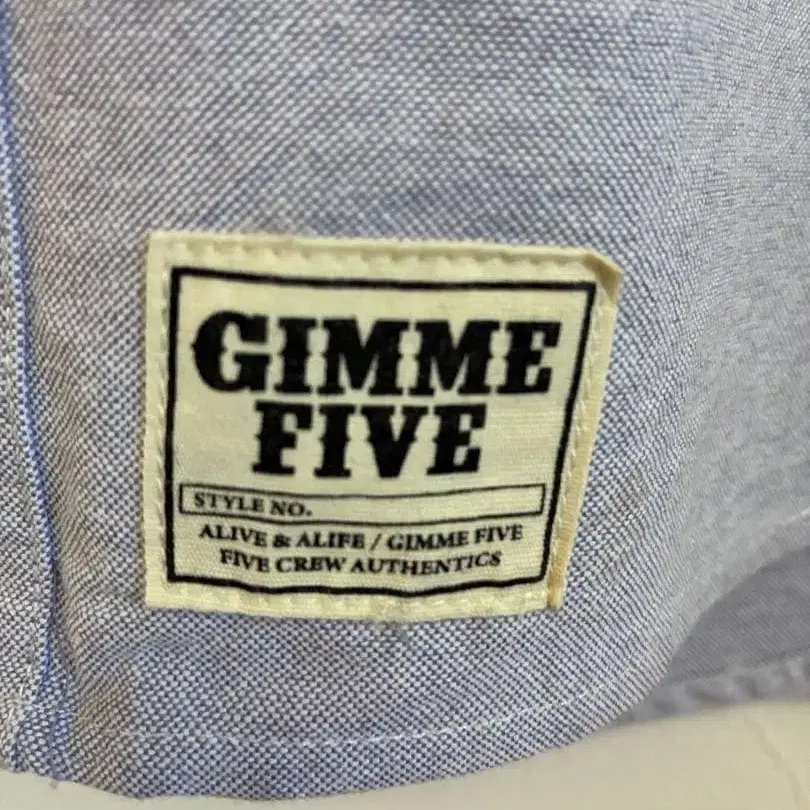 GIMME
FIVE
STYLE NO.
ALIVE & ALIFE / GIMME FIVE
FIVE CREW AUTHENTICS